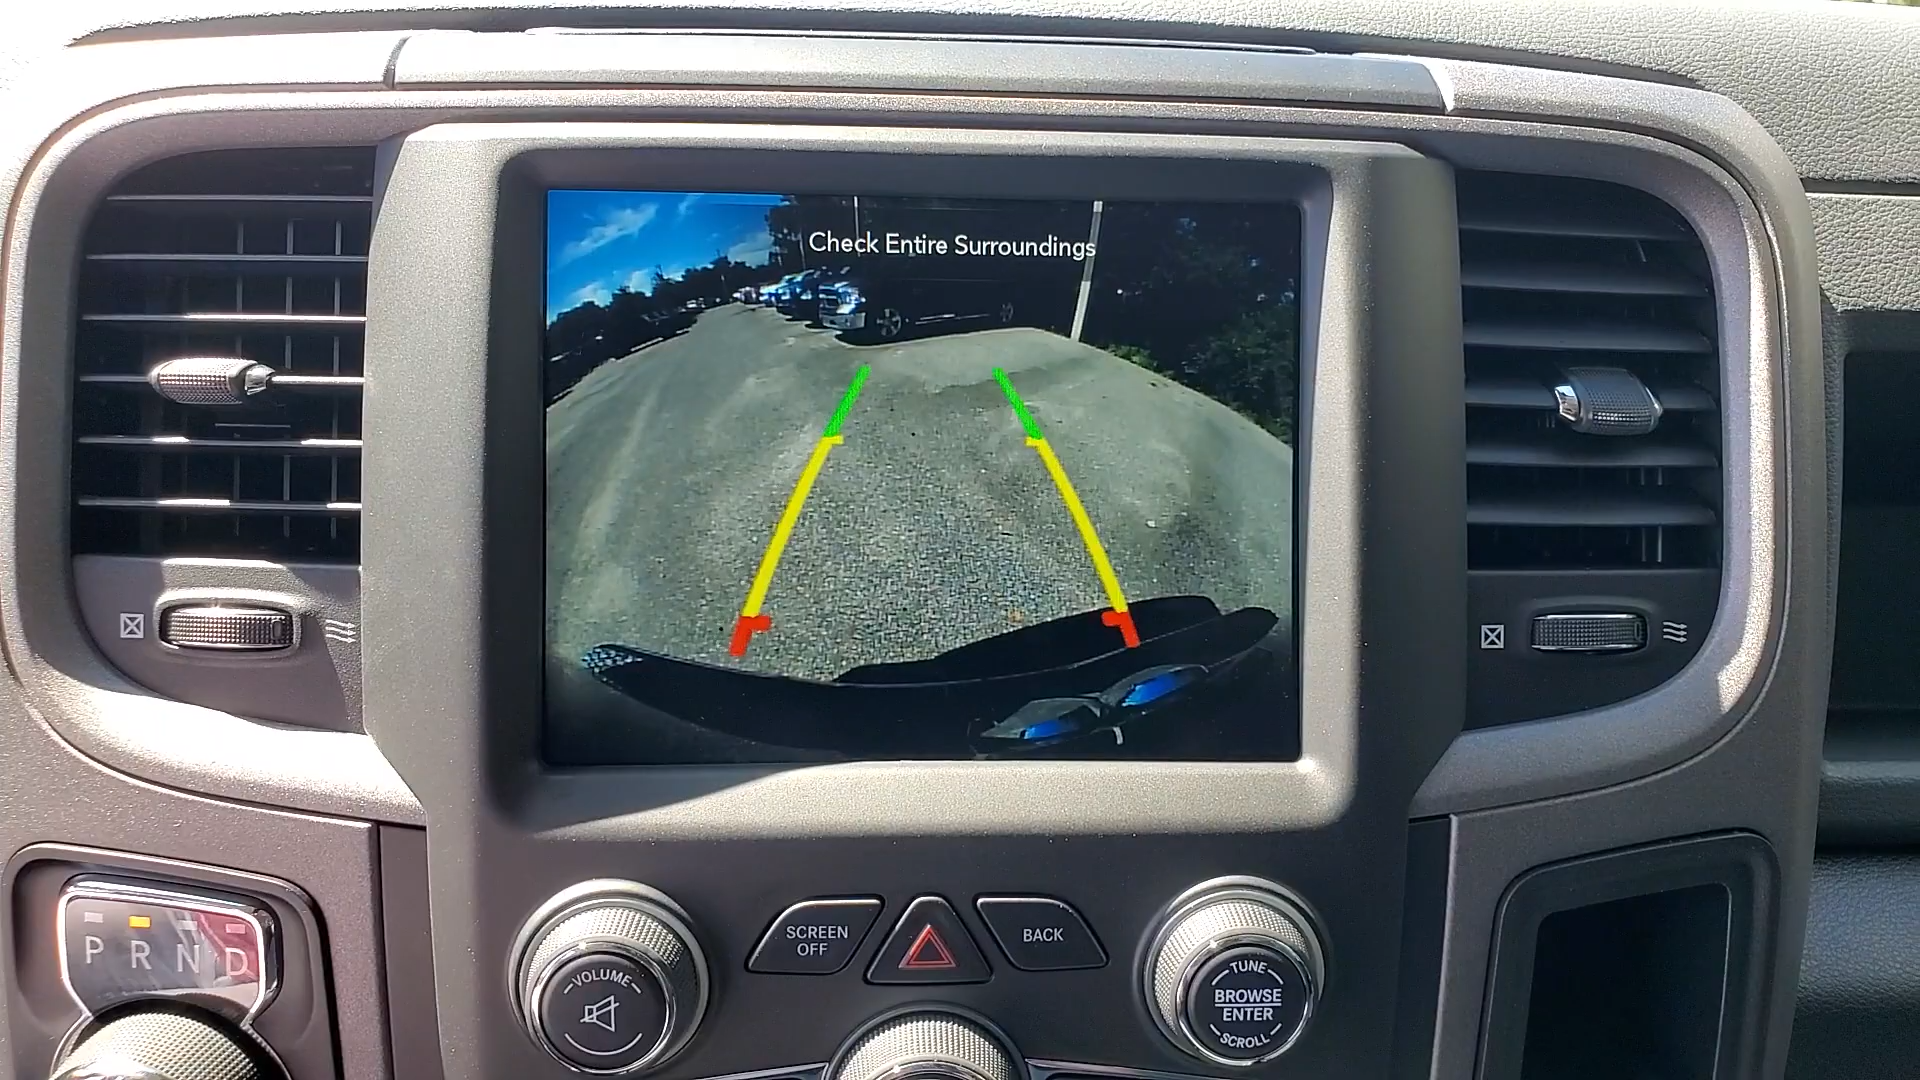 Check Entire Surroundings
P R N D
VOLUME
SCREEN
OFF
BACK
TUNE
BROWSE
ENTER
SCROLL